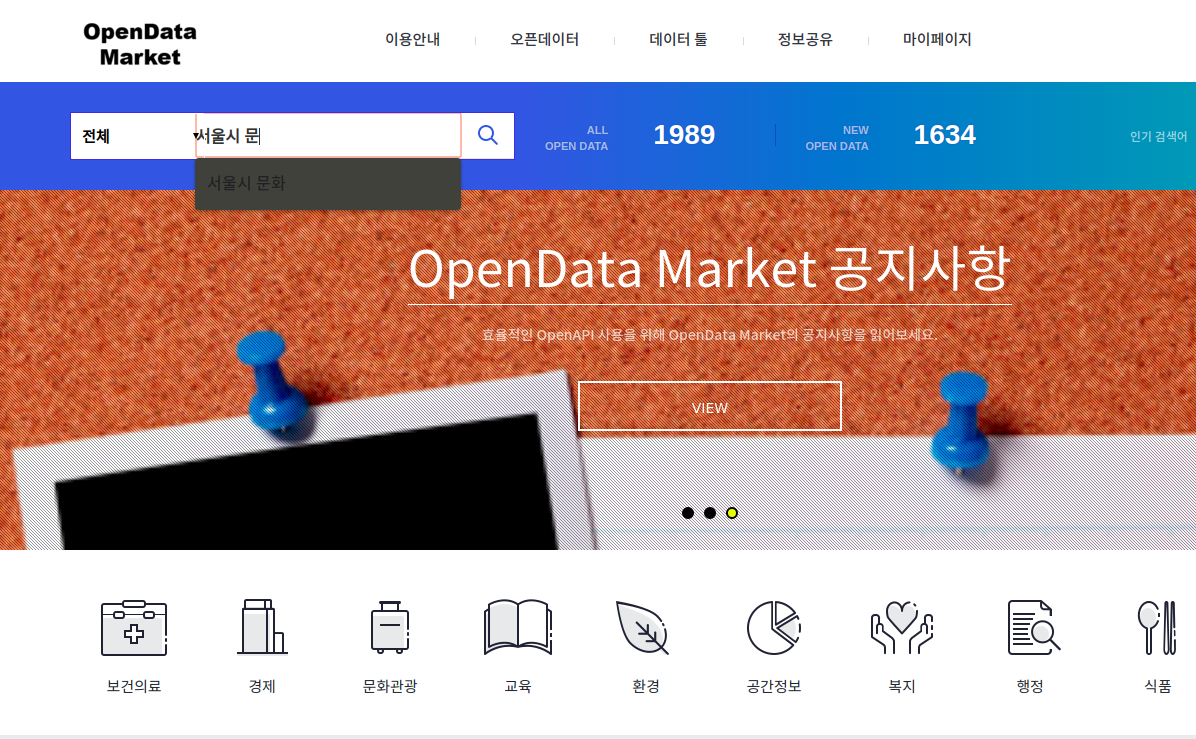 OpenData
Market
이용안내
오픈데이터
데이터 툴
정보공유
마이페이지
전체
서울시 문
ALL
OPEN DATA
1989
NEW
OPEN DATA
1634
인기 검색어
서울시 문화
OpenData Market 공지사항
효율적인 OpenAPI 사용을 위해 OpenData Market의 공지사항을 읽어보세요.
VIEW
보건의료
경제
문화관광
교육
환경
공간정보
복지
행정
식품